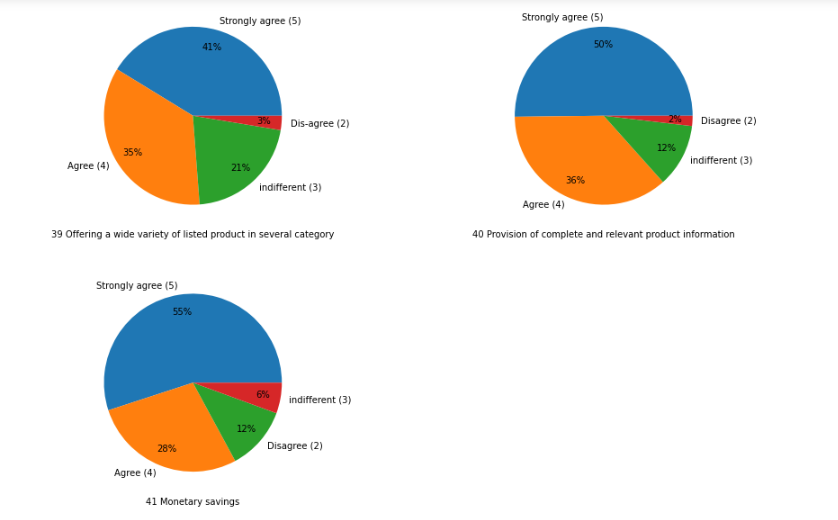 Strongly agree (5)
41%
3%
Dis-agree (2)
35%
Agree (4)
21%
indifferent (3)
39 Offering a wide variety of listed product in several category
Strongly agree (5)
50%
2%
Disagree (2)
12%
indifferent (3)
36%
Agree (4)
40 Provision of complete and relevant product information
Strongly agree (5)
55%
6%
indifferent (3)
12%
Disagree (2)
28%
Agree (4)
41 Monetary savings